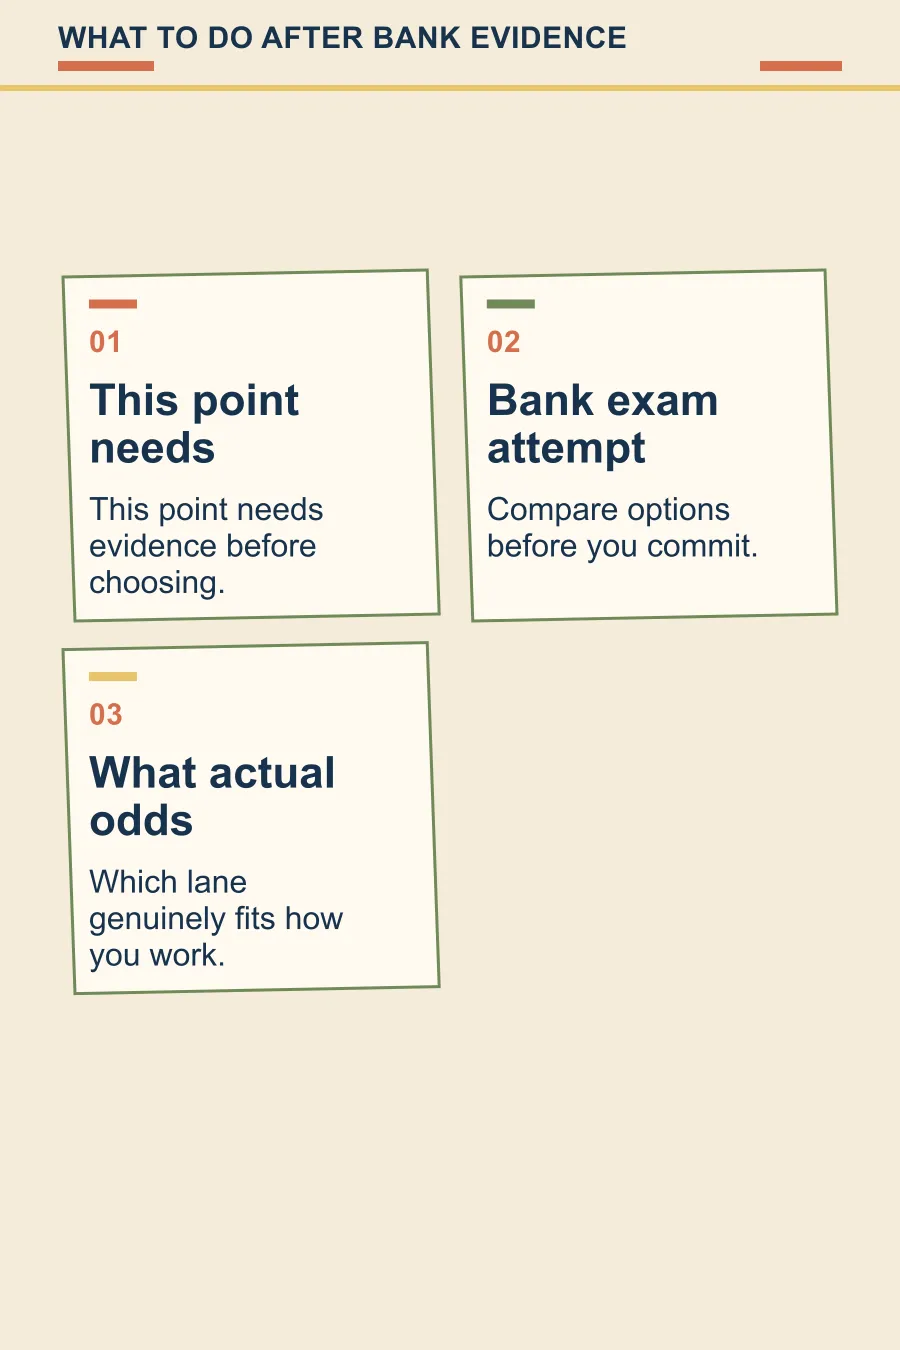 WHAT TO DO AFTER BANK EVIDENCE
01
This point
needs
This point needs
evidence before
choosing.
02
Bank exam
attempt
Compare options
before you commit.
03
What actual
odds
Which lane
genuinely fits how
you work.